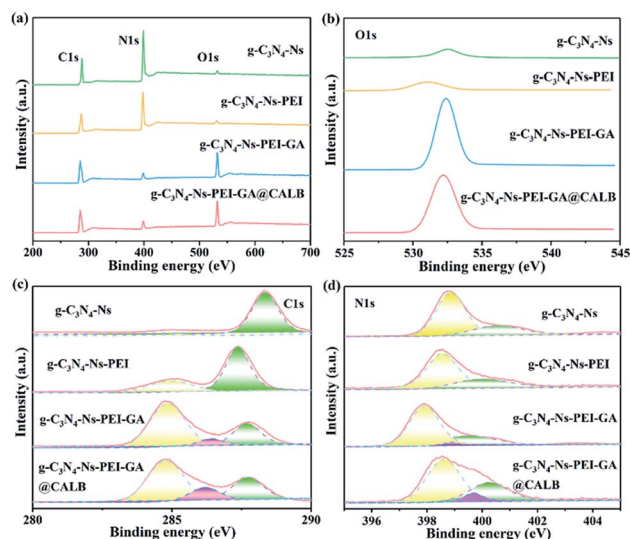 (a)
N1s
C1s
O1s
g-C3N4-Ns
g-C3N4-Ns-PEI
g-C3N4-Ns-PEI-GA
g-C3N4-Ns-PEI-GA@CALB
Intensity (a.u.)
200 300 400 500 600 700
Binding energy (eV)
(b)
O1s
g-C3N4-Ns
g-C3N4-Ns-PEI
g-C3N4-Ns-PEI-GA
g-C3N4-Ns-PEI-GA@CALB
Intensity (a.u.)
525 530 535 540 545
Binding energy (eV)
(c)
C1s
g-C3N4-Ns
g-C3N4-Ns-PEI
g-C3N4-Ns-PEI-GA
g-C3N4-Ns-PEI-GA
@CALB
Intensity (a.u.)
280 285 290
Binding energy (eV)
(d)
N1s
g-C3N4-Ns
g-C3N4-Ns-PEI
g-C3N4-Ns-PEI-GA
g-C3N4-Ns-PEI-GA
@CALB
Intensity (a.u.)
396 398 400 402 404
Binding energy (eV)